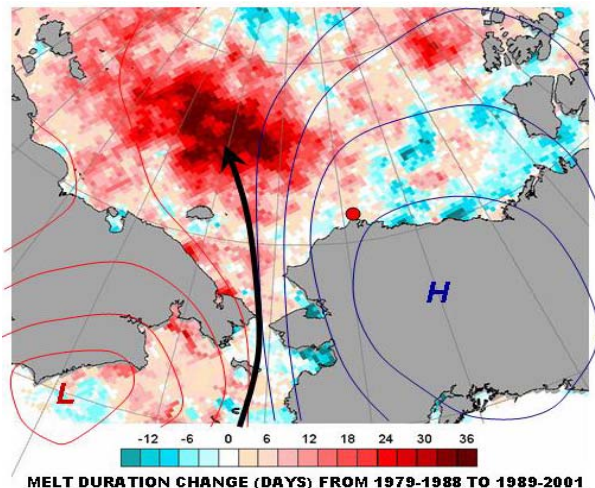 H
L
-12 -6 0 6 12 18 24 30 36
MELT DURATION CHANGE (DAYS) FROM 1979-1988 TO 1989-2001